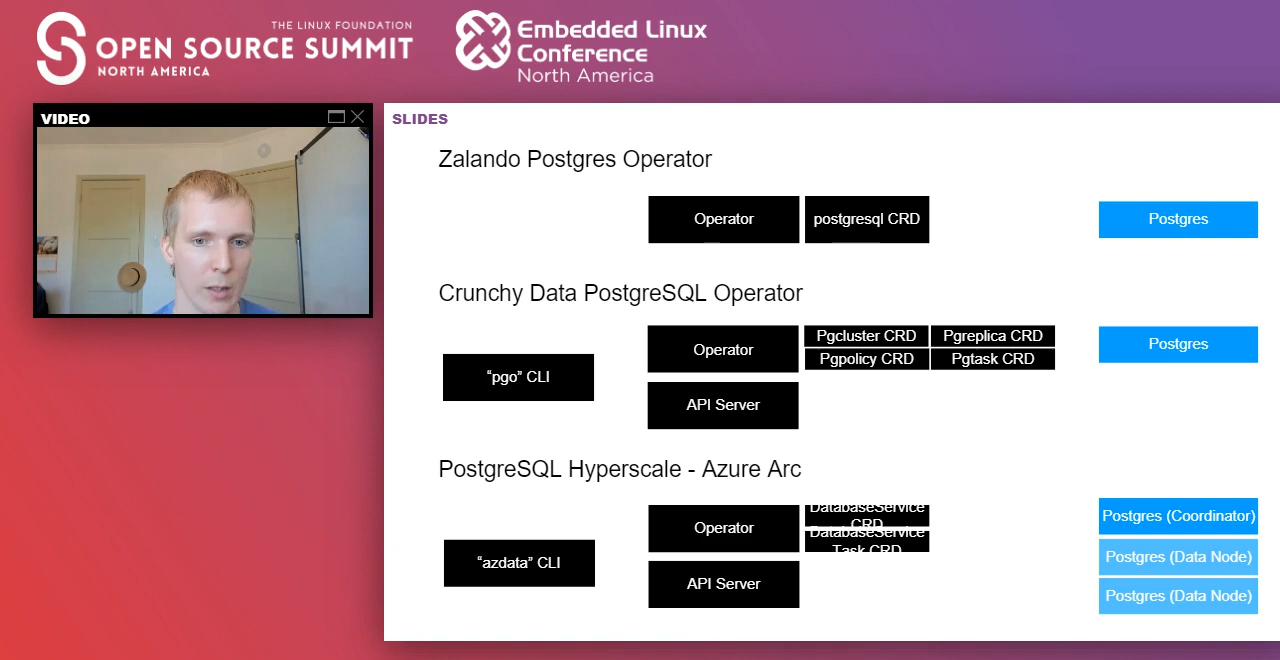 THE LINUX FOUNDATION
OPEN SOURCE SUMMIT
NORTH AMERICA
Embedded Linux
Conference
North America
VIDEO
SLIDES
Zalando Postgres Operator
Operator
postgresql CRD
Postgres
Crunchy Data PostgreSQL Operator
“pgo” CLI
Operator
Pgcluster CRD
Pgreplica CRD
Pgpolicy CRD
Pgtask CRD
API Server
Postgres
PostgreSQL Hyperscale - Azure Arc
“azdata” CLI
Operator
DatabaseService
CRD
DatabaseService
Task CRD
API Server
Postgres (Coordinator)
Postgres (Data Node)
Postgres (Data Node)